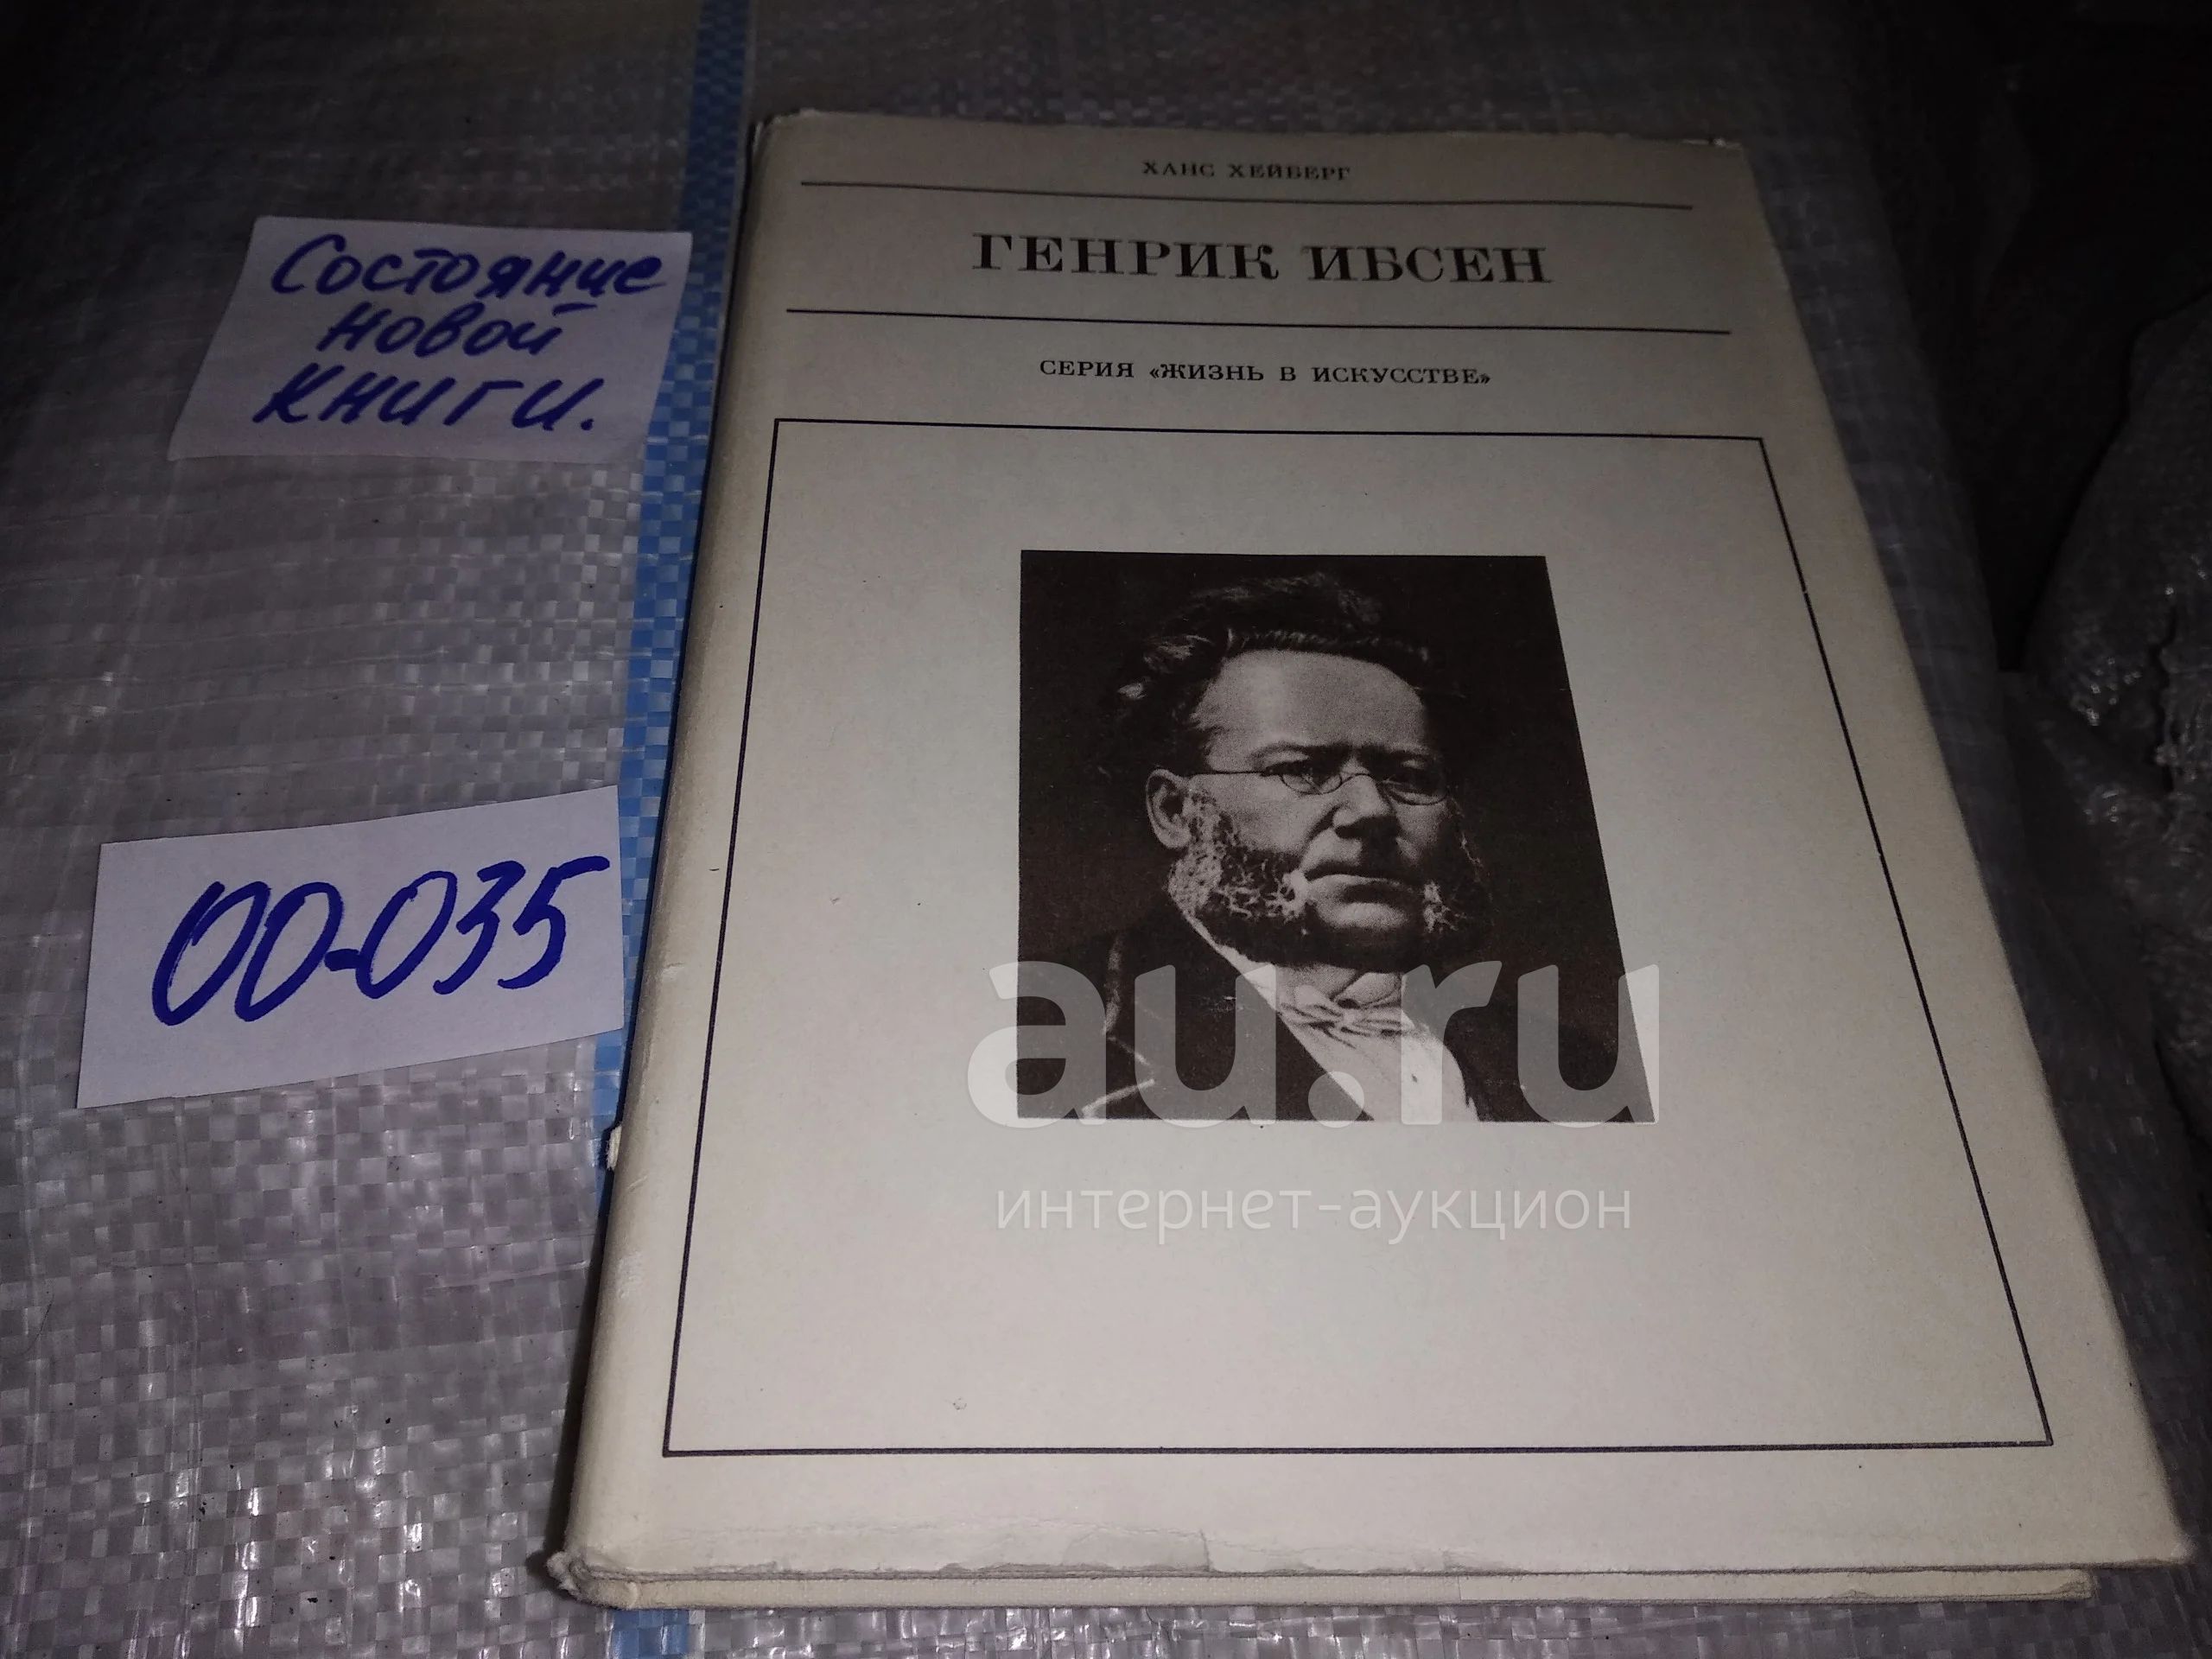 ХАНС ХЕЙБЕРГ
ГЕНРИК ИБСЕН
СЕРИЯ «ЖИЗНЬ В ИСКУССТВЕ»
Состояние
новой
книги.
00-035
au.ru
интернет-аукцион